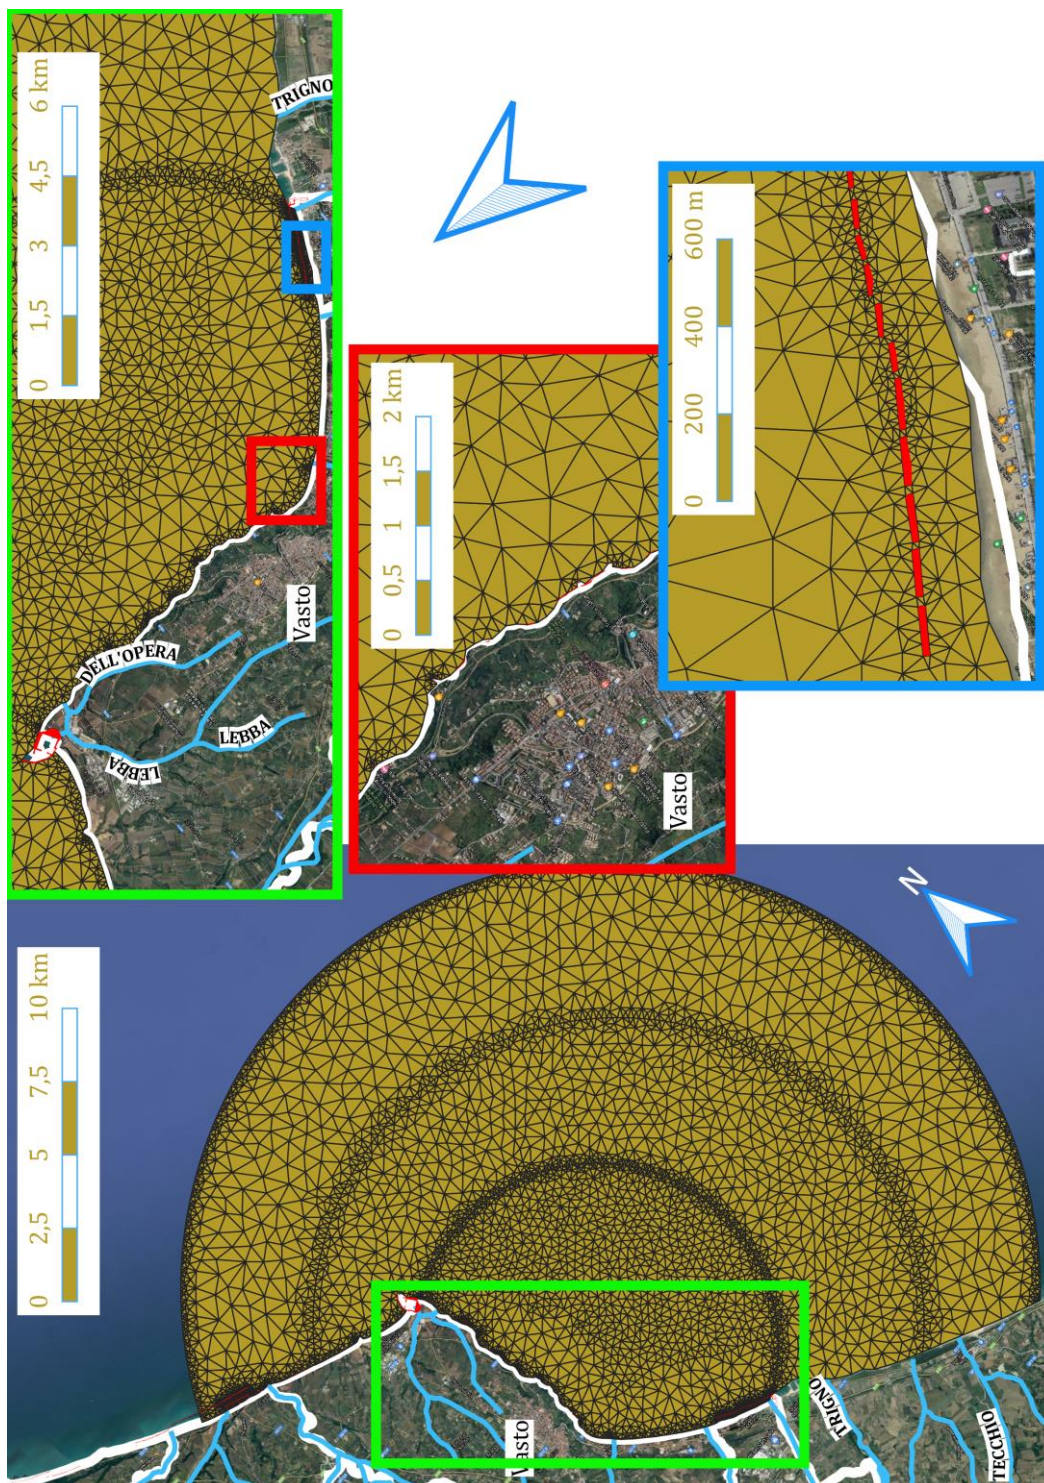 0 1,5 3 4,5 6 km
TRIGNO
DELL'OPERA
LEBBA
LEBBA
Vasto
0 0,5 1 1,5 2 km
Vasto
0 200 400 600 m
0 2,5 5 7,5 10 km
N
Vasto
TRIGNO
TECCHIO